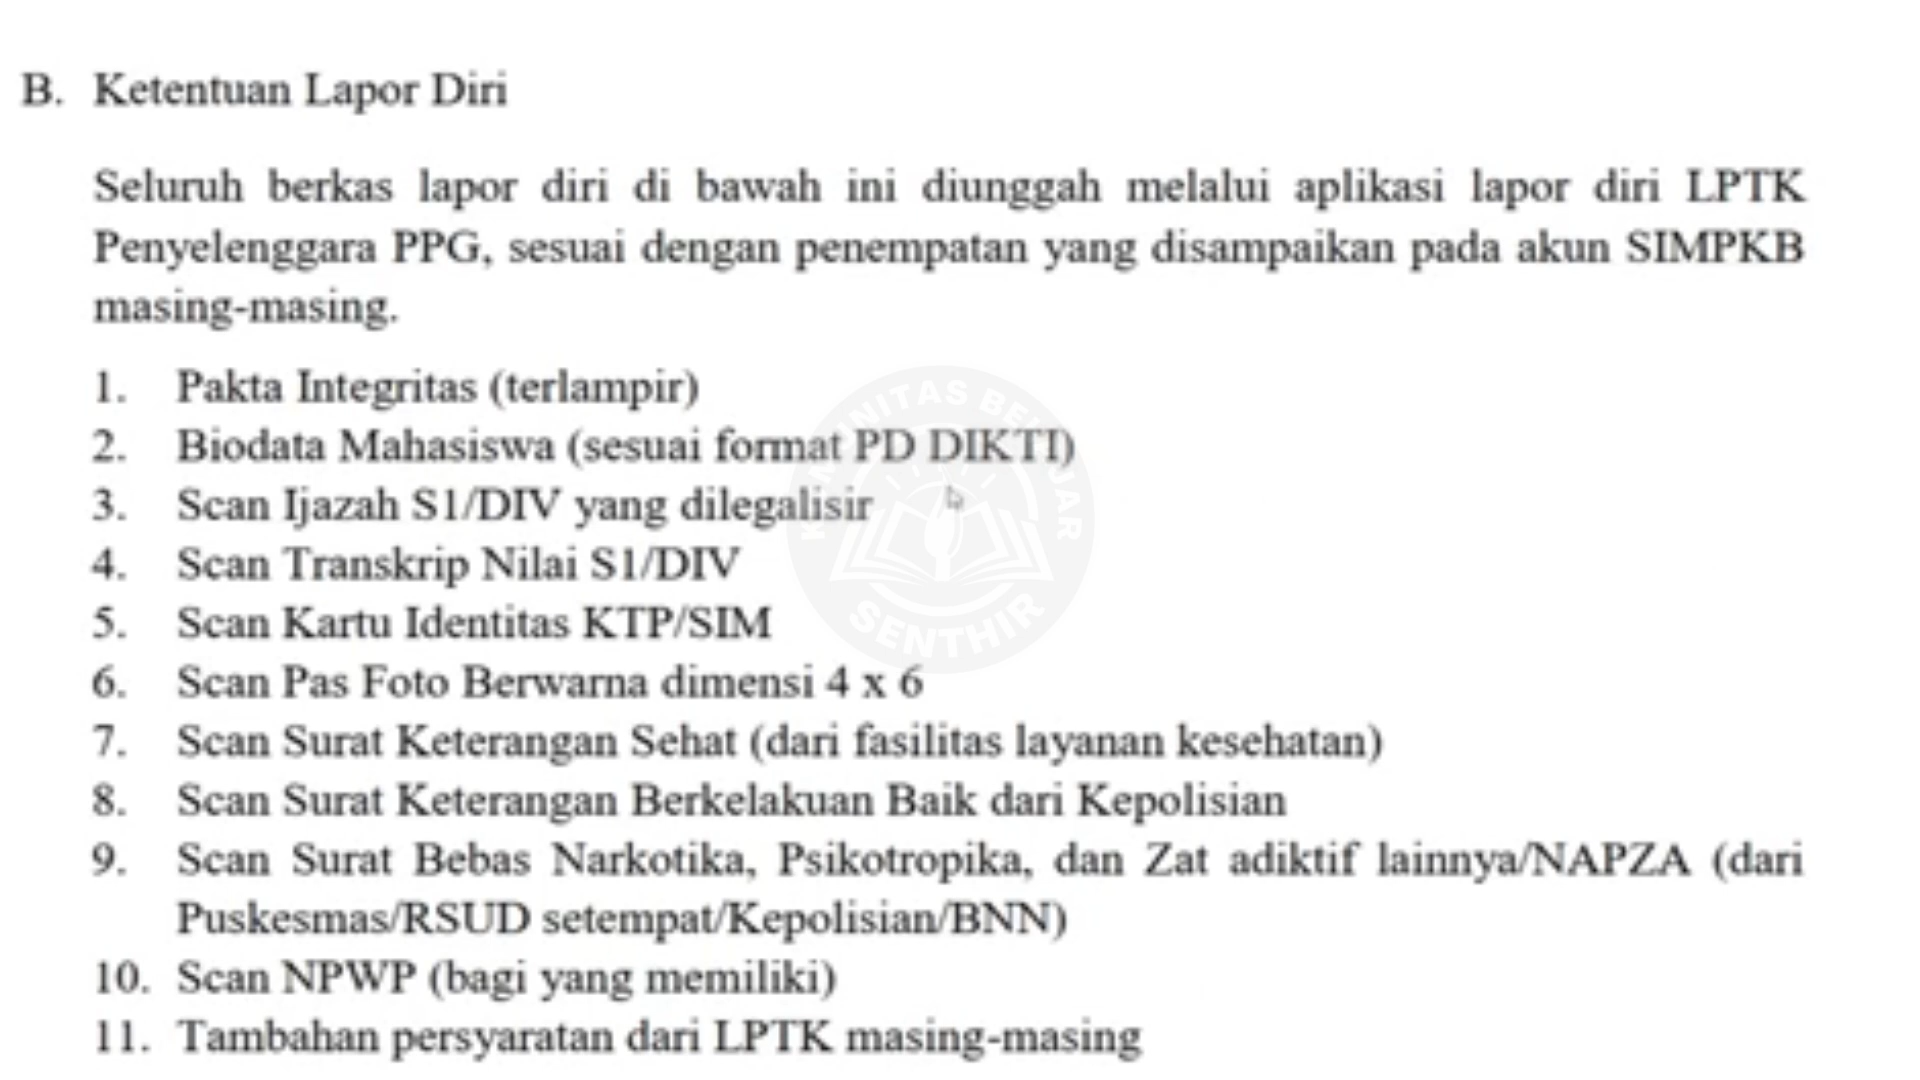 B. Ketentuan Lapor Diri
Seluruh berkas lapor diri di bawah ini diunggah melalui aplikasi lapor diri LPTK
Penyelenggara PPG, sesuai dengan penempatan yang disampaikan pada akun SIMPKB
masing-masing.
1. Pakta Integritas (terlampir)
2. Biodata Mahasiswa (sesuai format PD DIKTI)
3. Scan Ijazah S1/DIV yang dilegalisir
4. Scan Transkrip Nilai S1/DIV
5. Scan Kartu Identitas KTP/SIM
6. Scan Pas Foto Berwarna dimensi 4 x 6
7. Scan Surat Keterangan Sehat (dari fasilitas layanan kesehatan)
8. Scan Surat Keterangan Berkelakuan Baik dari Kepolisian
9. Scan Surat Bebas Narkotika, Psikotropika, dan Zat adiktif lainnya/NAPZA (dari
Puskesmas/RSUD setempat/Kepolisian/BNN)
10. Scan NPWP (bagi yang memiliki)
11. Tambahan persyaratan dari LPTK masing-masing
KOMUNITAS BELAJAR
SENTHIR